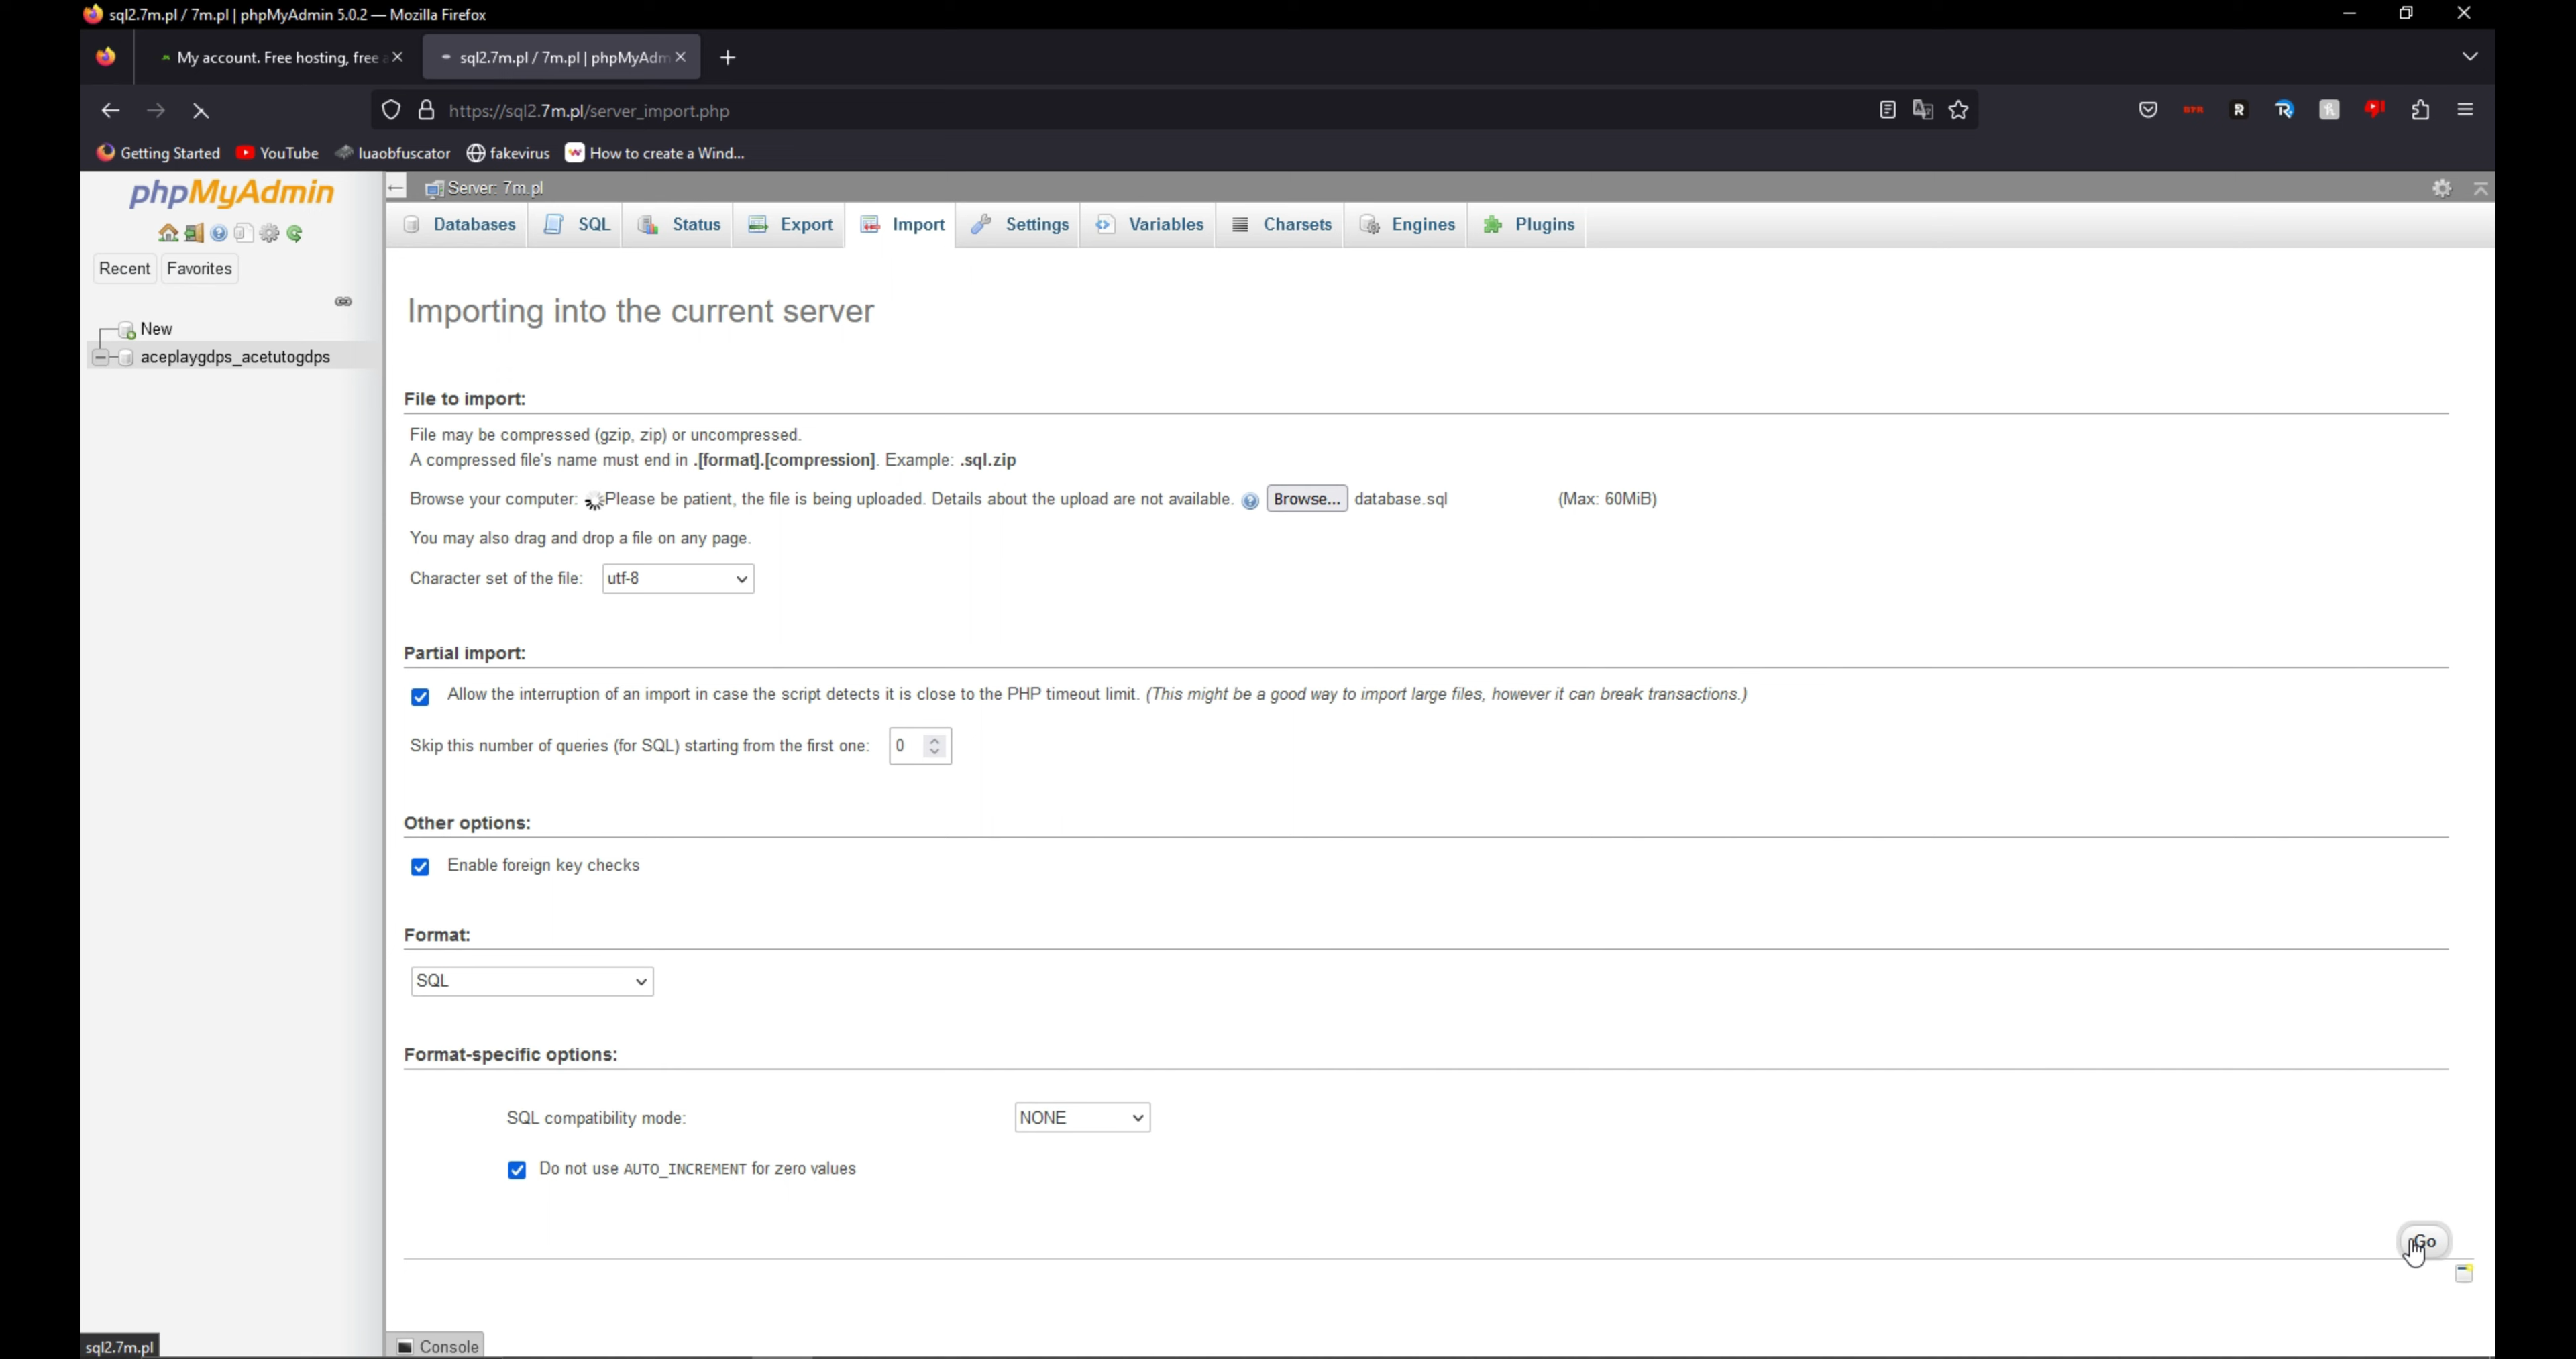 sql2.7m.pl / 7m.pl | phpMyAdmin 5.0.2 — Mozilla Firefox
My account. Free hosting, free a
sql2.7m.pl / 7m.pl | phpMyAdm
https://sql2.7m.pl/server_import.php
Getting Started YouTube luaobfuscator fakevirus How to create a Wind...
phpMyAdmin
Server: 7m.pl
Databases SQL Status Export Import Settings Variables Charsets Engines Plugins
Recent Favorites
New
aceplaygdps_acetutogdps
Importing into the current server
File to import:
File may be compressed (gzip, zip) or uncompressed.
A compressed file's name must end in .[format].[compression]. Example: .sql.zip
Browse your computer: Please be patient, the file is being uploaded. Details about the upload are not available. Browse... database.sql (Max: 60MiB)
You may also drag and drop a file on any page.
Character set of the file: utf-8
Partial import:
Allow the interruption of an import in case the script detects it is close to the PHP timeout limit. (This might be a good way to import large files, however it can break transactions.)
Skip this number of queries (for SQL) starting from the first one: 0
Other options:
Enable foreign key checks
Format:
SQL
Format-specific options:
SQL compatibility mode: NONE
Do not use AUTO_INCREMENT for zero values
Go
Console
sql2.7m.pl